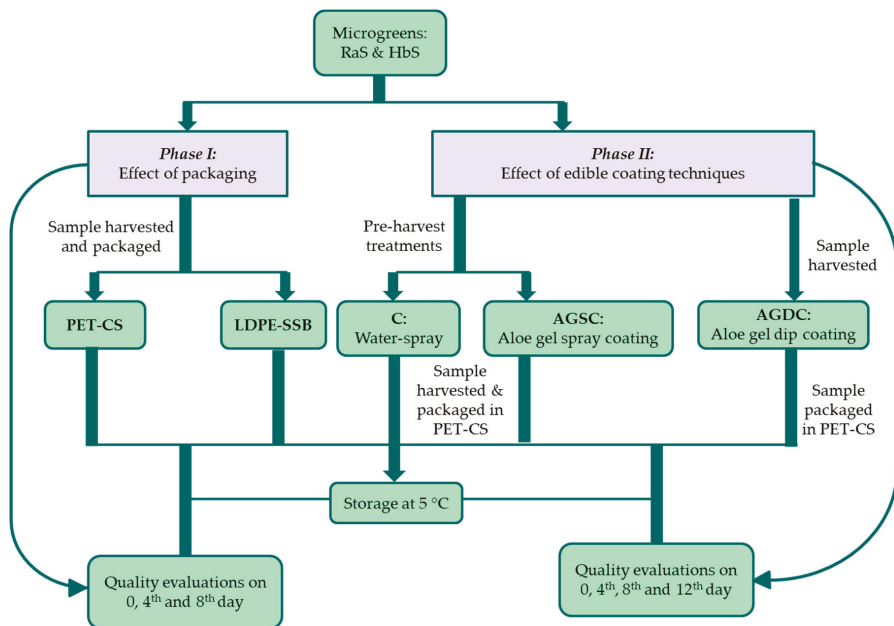 Microgreens:
RaS & HbS
Phase I:
Effect of packaging
Phase II:
Effect of edible coating techniques
Sample harvested
and packaged
Pre-harvest
treatments
Sample
harvested
PET-CS
LDPE-SSB
C:
Water-spray
AGSC:
Aloe gel spray coating
AGDC:
Aloe gel dip coating
Sample
harvested &
packaged in
PET-CS
Sample
packaged
in PET-CS
Storage at 5 °C
Quality evaluations on
0, 4th and 8th day
Quality evaluations on
0, 4th, 8th and 12th day